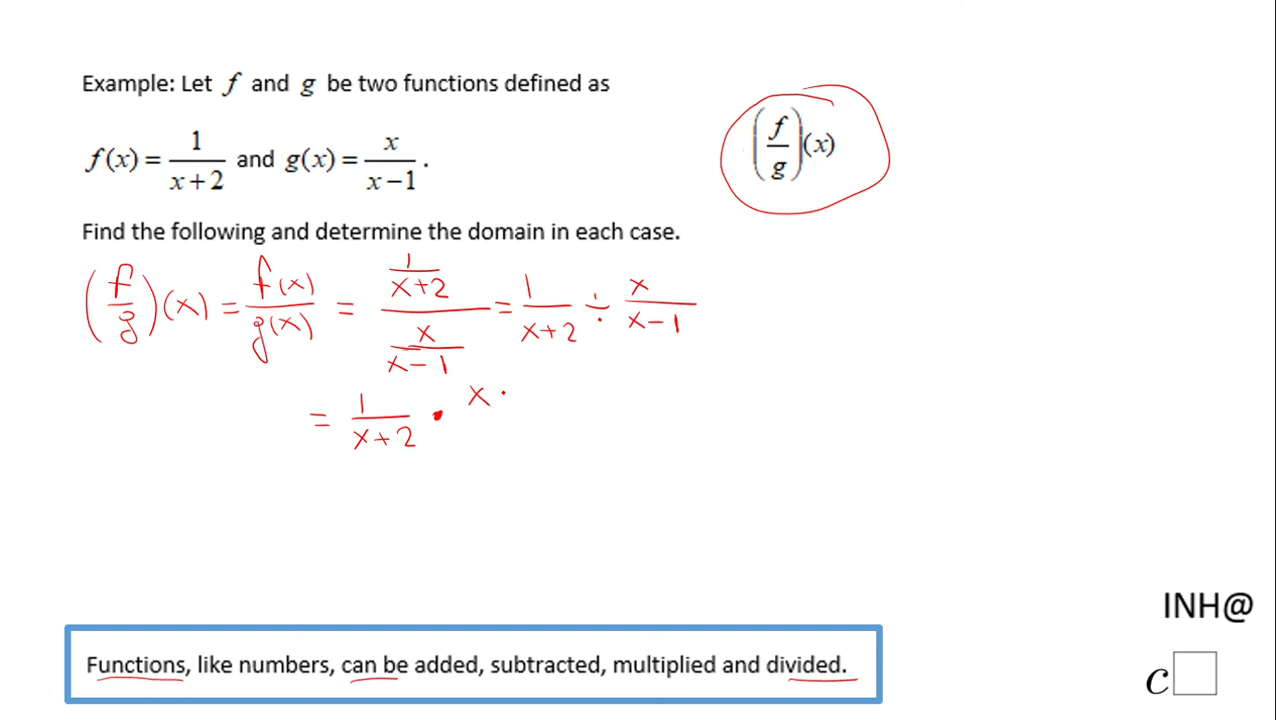 Example: Let f and g be two functions defined as
f(x) = 1/(x+2) and g(x) = x/(x−1).
(f/g)(x)
Find the following and determine the domain in each case.
(f/g)(x) = f(x)/g(x) = (1/(x+2))/(x/(x−1)) = 1/(x+2) ÷ x/(x−1)
= 1/(x+2) · x ·
INH@
Functions, like numbers, can be added, subtracted, multiplied and divided.
c